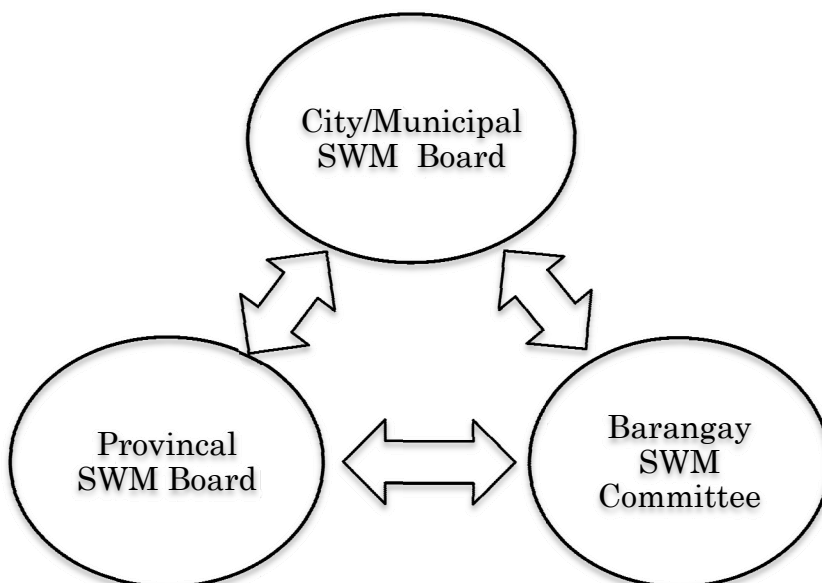 City/Municipal
SWM Board
Provincal
SWM Board
Barangay
SWM
Committee